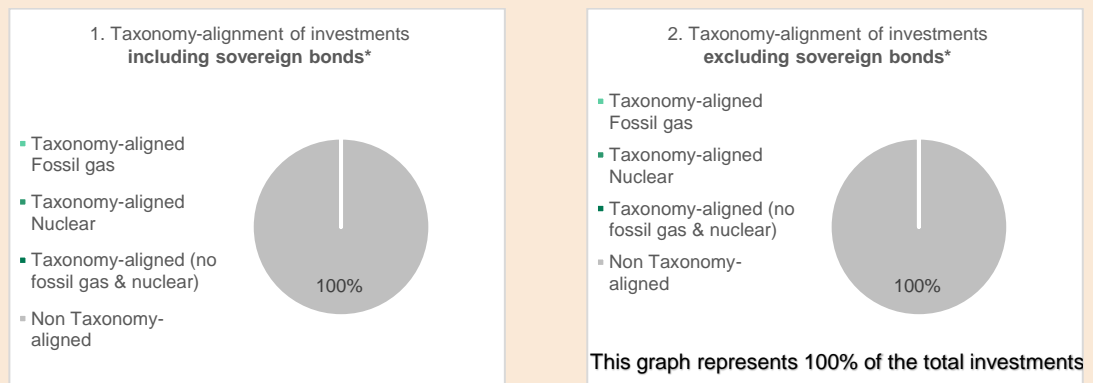 1. Taxonomy-alignment of investments
including sovereign bonds*
Taxonomy-aligned
Fossil gas
Taxonomy-aligned
Nuclear
Taxonomy-aligned (no
fossil gas & nuclear)
Non Taxonomy-
aligned
100%
2. Taxonomy-alignment of investments
excluding sovereign bonds*
Taxonomy-aligned
Fossil gas
Taxonomy-aligned
Nuclear
Taxonomy-aligned (no
fossil gas & nuclear)
Non Taxonomy-
aligned
100%
This graph represents 100% of the total investments